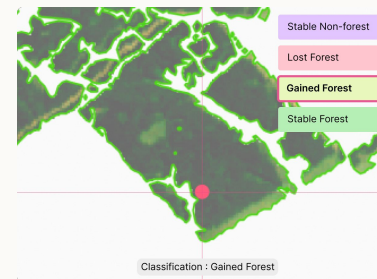 Stable Non-forest
Lost Forest
Gained Forest
Stable Forest
Classification : Gained Forest